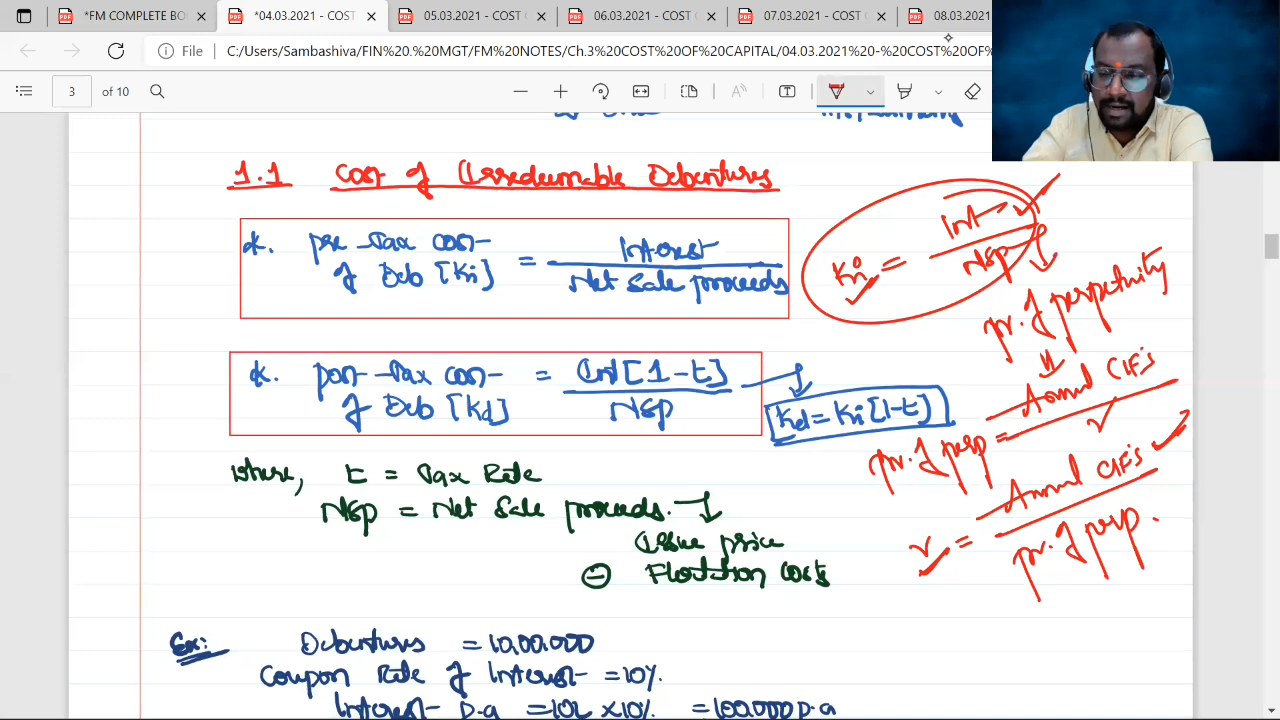 *FM COMPLETE BO
*04.03.2021 - COST
05.03.2021 - COST
06.03.2021 - COST
07.03.2021 - COST
08.03.2021
File
C:/Users/Sambashiva/FIN%20.%20MGT/FM%20NOTES/Ch.3%20COST%20OF%20CAPITAL/04.03.2021%20-%20COST%20OF%
3 of 10
1.1 Cost of Irredeemable Debentures
*. pre-Tax cost of Deb [Ki] = Interest / Net Sale proceeds
Ki = Int / NSP
pr. of perpetuity
*. post-Tax cost of Deb [Kd] = Int[1-t] / NSP
Kd = Ki[1-t]
pr. of perp = Annual CIF's / r
where, t = Tax Rate
NSP = Net Sale proceeds.
Issue price
⊖ Floatation costs
r = Annual CIF's / pr. of perp.
Ex: Debentures = 10,00,000
Coupon Rate of Interest = 10%.
Interest p.a = 10L x 10% = 100,000 p.a